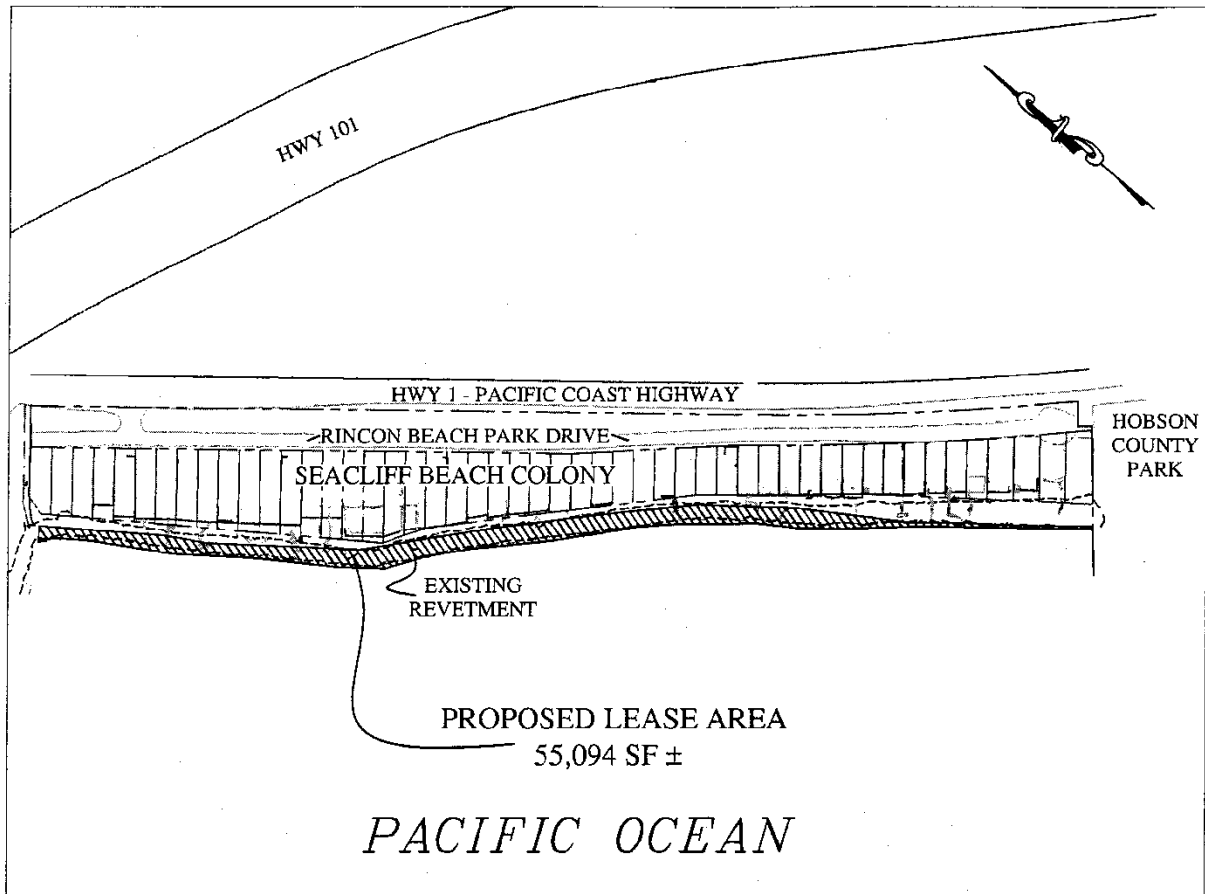 HWY 101
HWY 1 - PACIFIC COAST HIGHWAY
RINCON BEACH PARK DRIVE
SEACLIFF BEACH COLONY
HOBSON
COUNTY
PARK
EXISTING
REVETMENT
PROPOSED LEASE AREA
55,094 SF ±
PACIFIC OCEAN